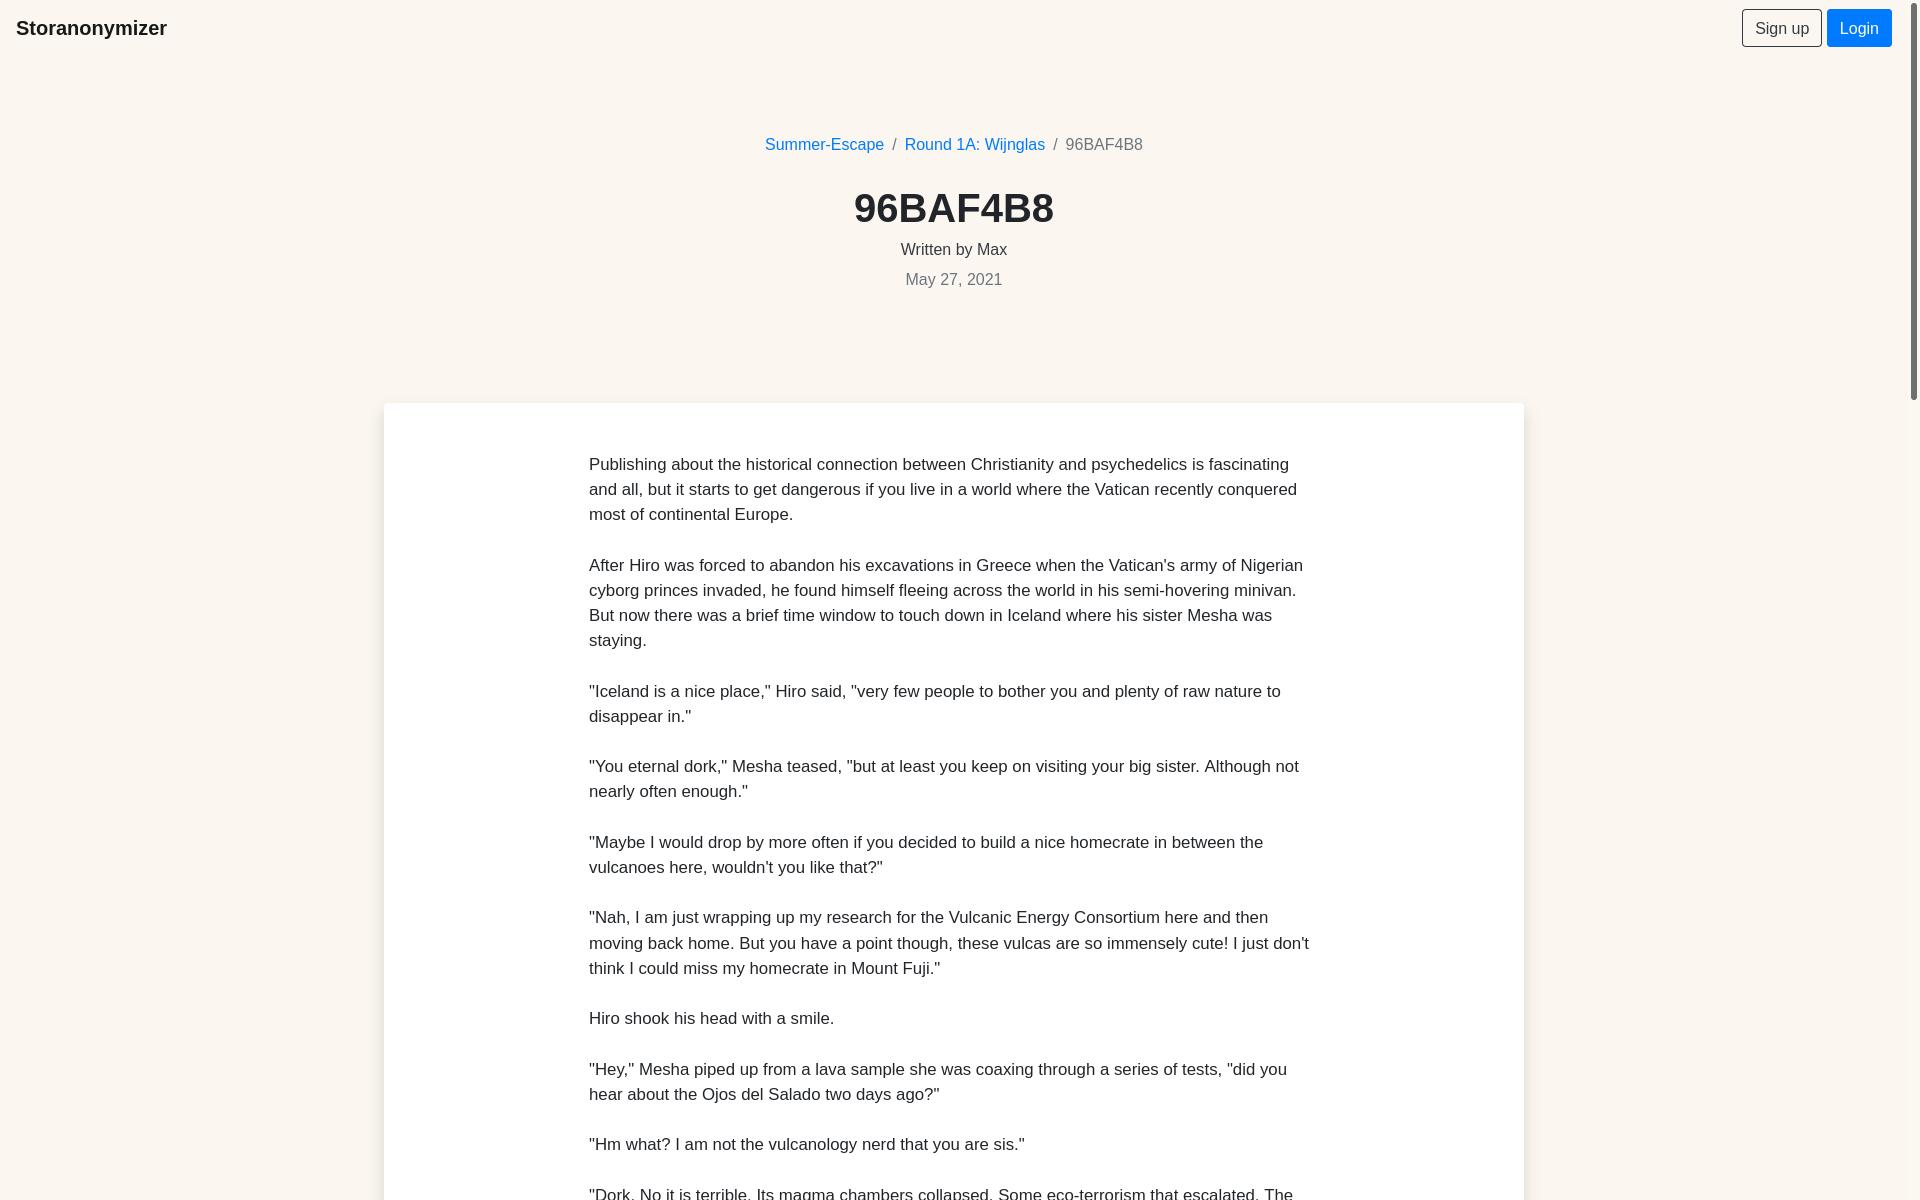 Storanonymizer
Sign up
Login
Summer-Escape / Round 1A: Wijnglas / 96BAF4B8
96BAF4B8
Written by Max
May 27, 2021
Publishing about the historical connection between Christianity and psychedelics is fascinating
and all, but it starts to get dangerous if you live in a world where the Vatican recently conquered
most of continental Europe.
After Hiro was forced to abandon his excavations in Greece when the Vatican's army of Nigerian
cyborg princes invaded, he found himself fleeing across the world in his semi-hovering minivan.
But now there was a brief time window to touch down in Iceland where his sister Mesha was
staying.
"Iceland is a nice place," Hiro said, "very few people to bother you and plenty of raw nature to
disappear in."
"You eternal dork," Mesha teased, "but at least you keep on visiting your big sister. Although not
nearly often enough."
"Maybe I would drop by more often if you decided to build a nice homecrate in between the
vulcanoes here, wouldn't you like that?"
"Nah, I am just wrapping up my research for the Vulcanic Energy Consortium here and then
moving back home. But you have a point though, these vulcas are so immensely cute! I just don't
think I could miss my homecrate in Mount Fuji."
Hiro shook his head with a smile.
"Hey," Mesha piped up from a lava sample she was coaxing through a series of tests, "did you
hear about the Ojos del Salado two days ago?"
"Hm what? I am not the vulcanology nerd that you are sis."
"Dork. No it is terrible. Its magma chambers collapsed. Some eco-terrorism that escalated. The